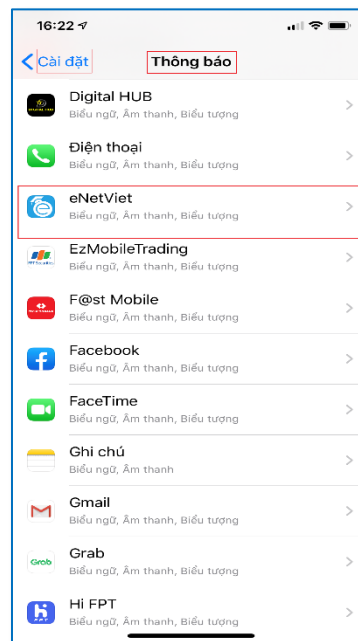 16:22
Cài đặt
Thông báo
Digital HUB
Biểu ngữ, Âm thanh, Biểu tượng
Điện thoại
Biểu ngữ, Âm thanh, Biểu tượng
eNetViet
Biểu ngữ, Âm thanh, Biểu tượng
EzMobileTrading
Biểu ngữ, Âm thanh, Biểu tượng
F@st Mobile
Biểu ngữ, Âm thanh, Biểu tượng
Facebook
Biểu ngữ, Âm thanh, Biểu tượng
FaceTime
Biểu ngữ, Âm thanh, Biểu tượng
Ghi chú
Biểu ngữ, Âm thanh
Gmail
Biểu ngữ, Âm thanh, Biểu tượng
Grab
Grab
Biểu ngữ, Âm thanh, Biểu tượng
Hi FPT
FPT
Biểu ngữ, Âm thanh, Biểu tượng